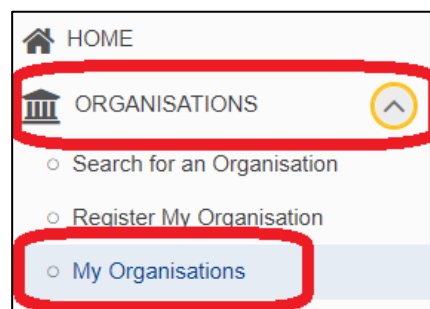 HOME
ORGANISATIONS
Search for an Organisation
Register My Organisation
My Organisations